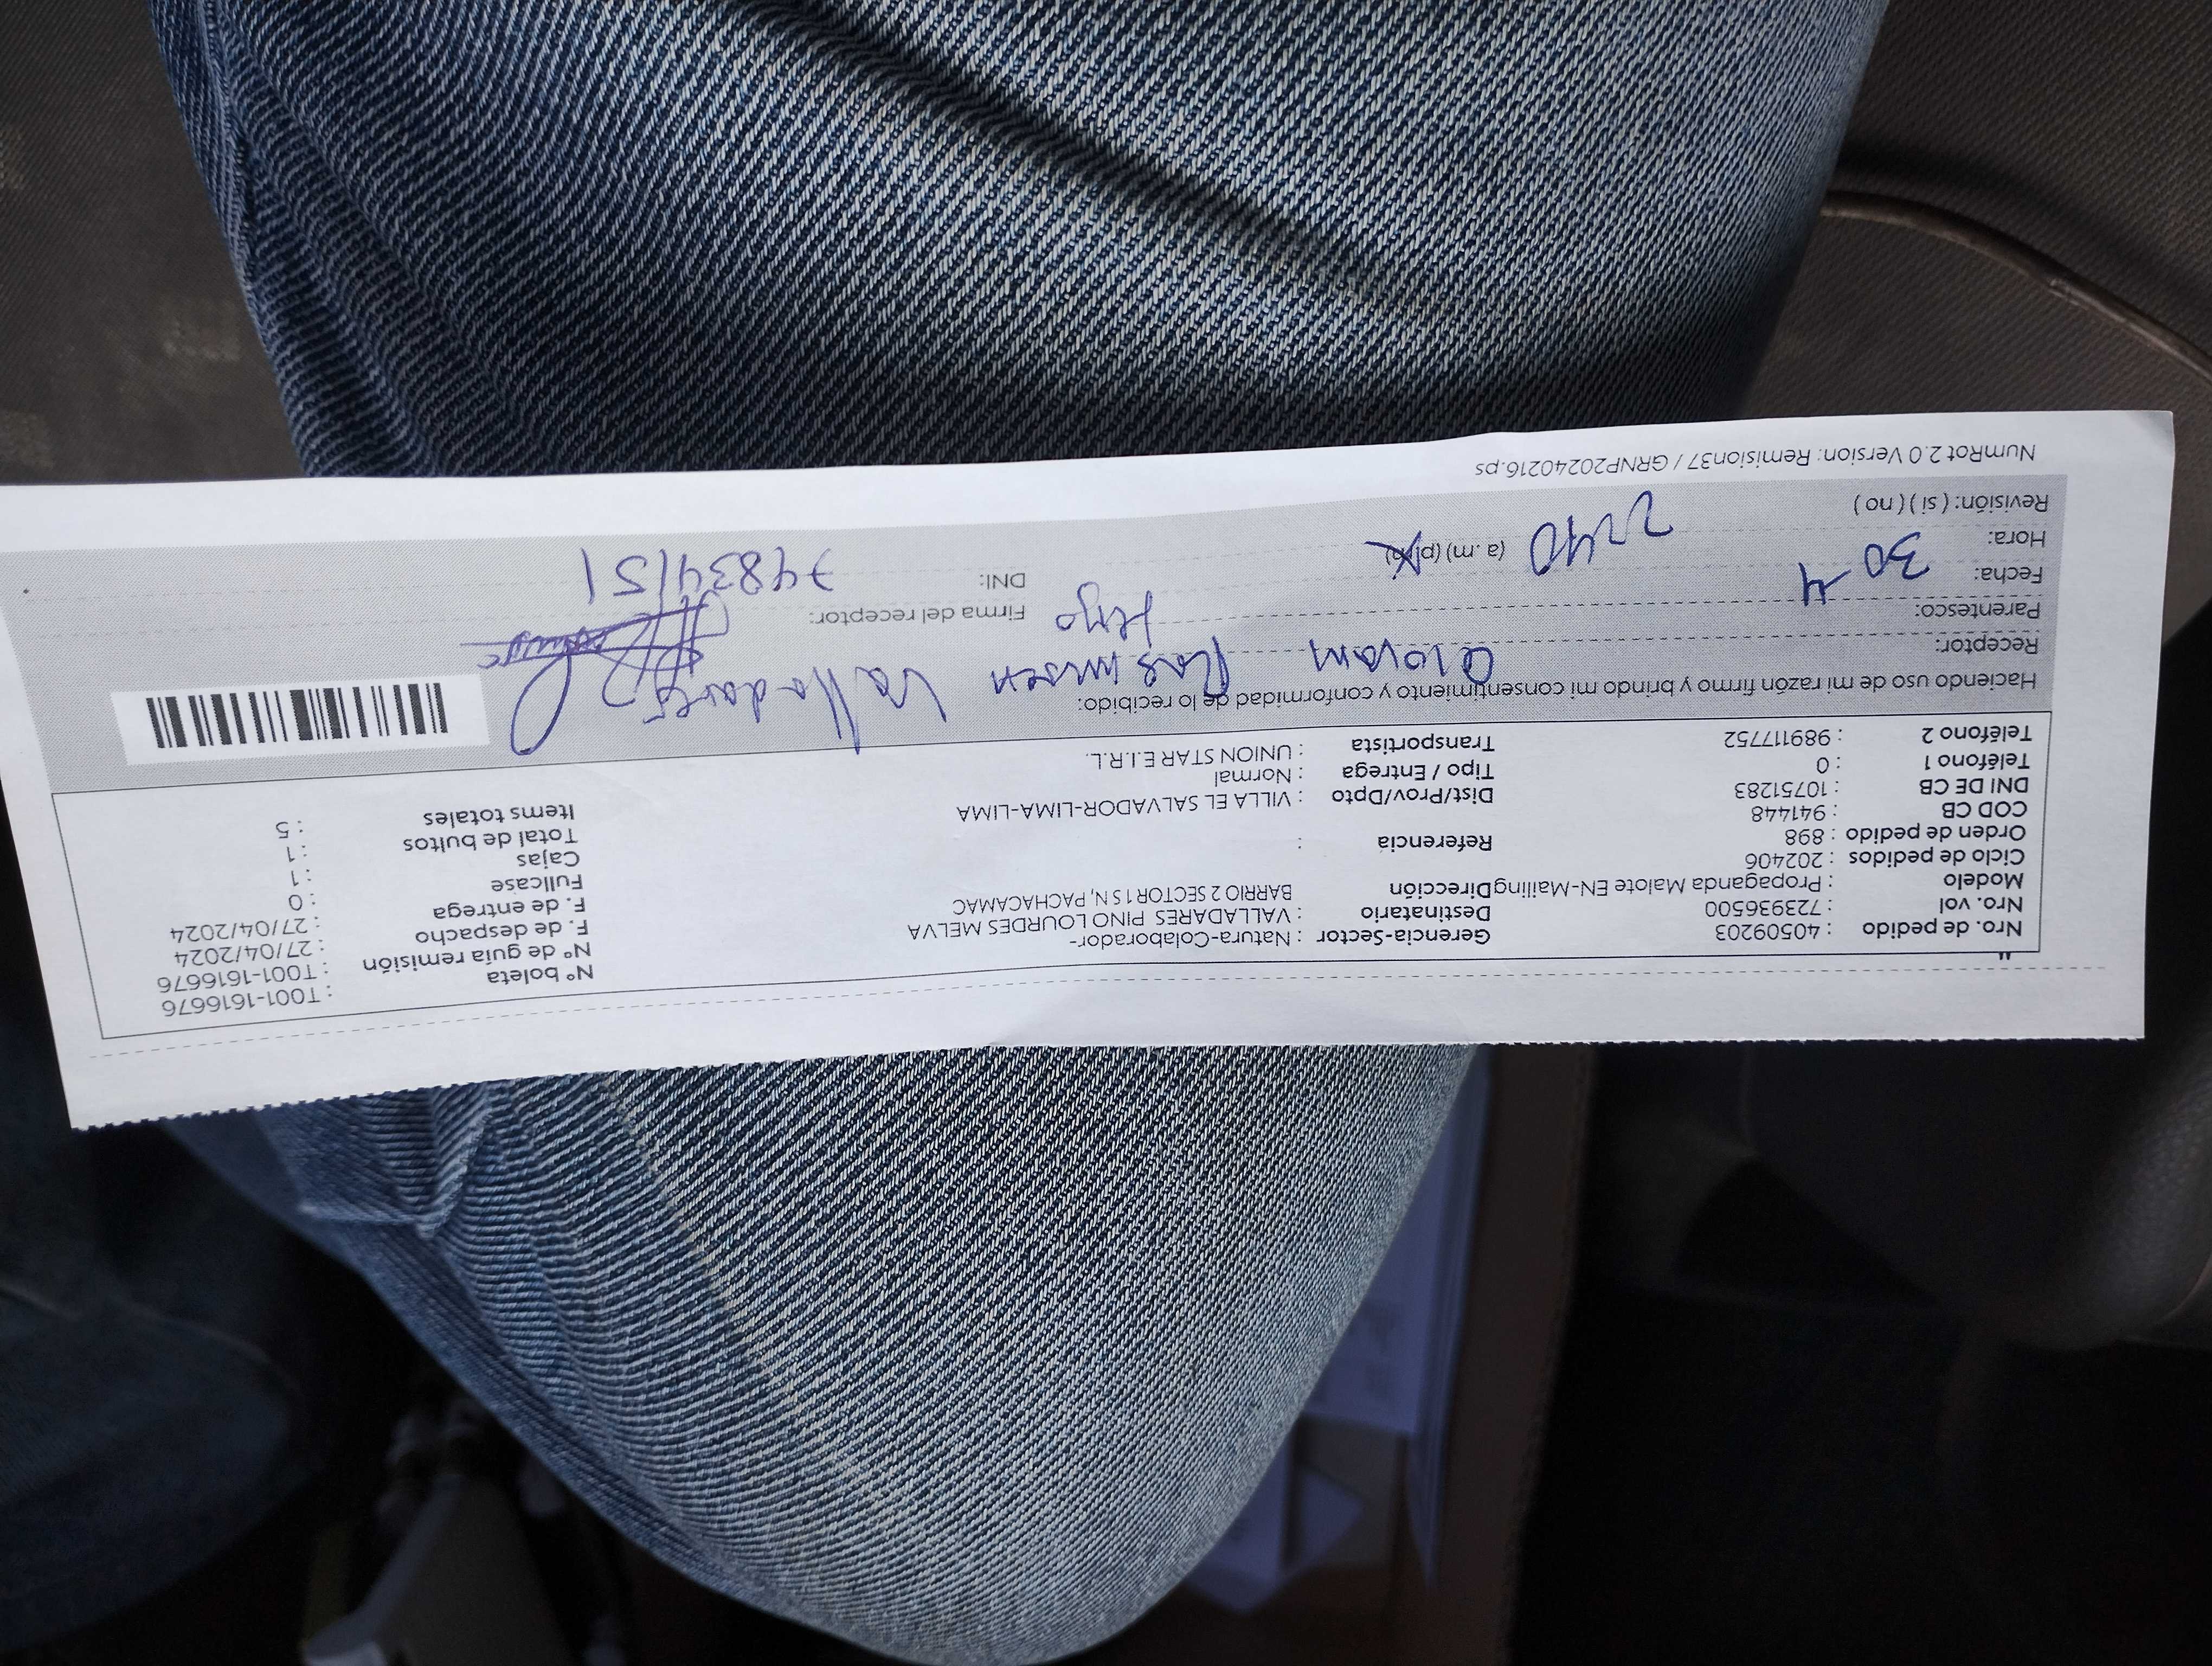 Nro. de pedido : 40509203 Gerencia-Sector : Natura-Colaborador- Nº boleta : T001-1616676
Nro. vol : 723936500 Destinatario : VALLADARES PINO LOURDES MELVA Nº de guia remisión : T001-1616676
Modelo : Propaganda Malote EN-Mailing Dirección BARRIO 2 SECTOR 1 S N, PACHACAMAC F. de despacho : 27/04/2024
Ciclo de pedidos : 202406 F. de entrega : 27/04/2024
Orden de pedido : 898 Referencia : Fullcase : 0
COD CB : 941448 Cajas : 1
DNI DE CB : 10751283 Dist/Prov/Dpto : VILLA EL SALVADOR-LIMA-LIMA Total de bultos : 1
Teléfono 1 : 0 Tipo / Entrega : Normal Items totales : 5
Teléfono 2 : 989117752 Transportista : UNION STAR E.I.R.L.
Haciendo uso de mi razón firmo y brindo mi consentimiento y conformidad de lo recibido:
Receptor: Valladares
Parentesco: Firma del receptor:
Fecha: 30-4 DNI: 74834151
Hora: 2:40 (a.m) (p.m)
Revisión: ( si ) ( no )
NumRot 2.0 Version: Remision37 / GRNP20240216.ps